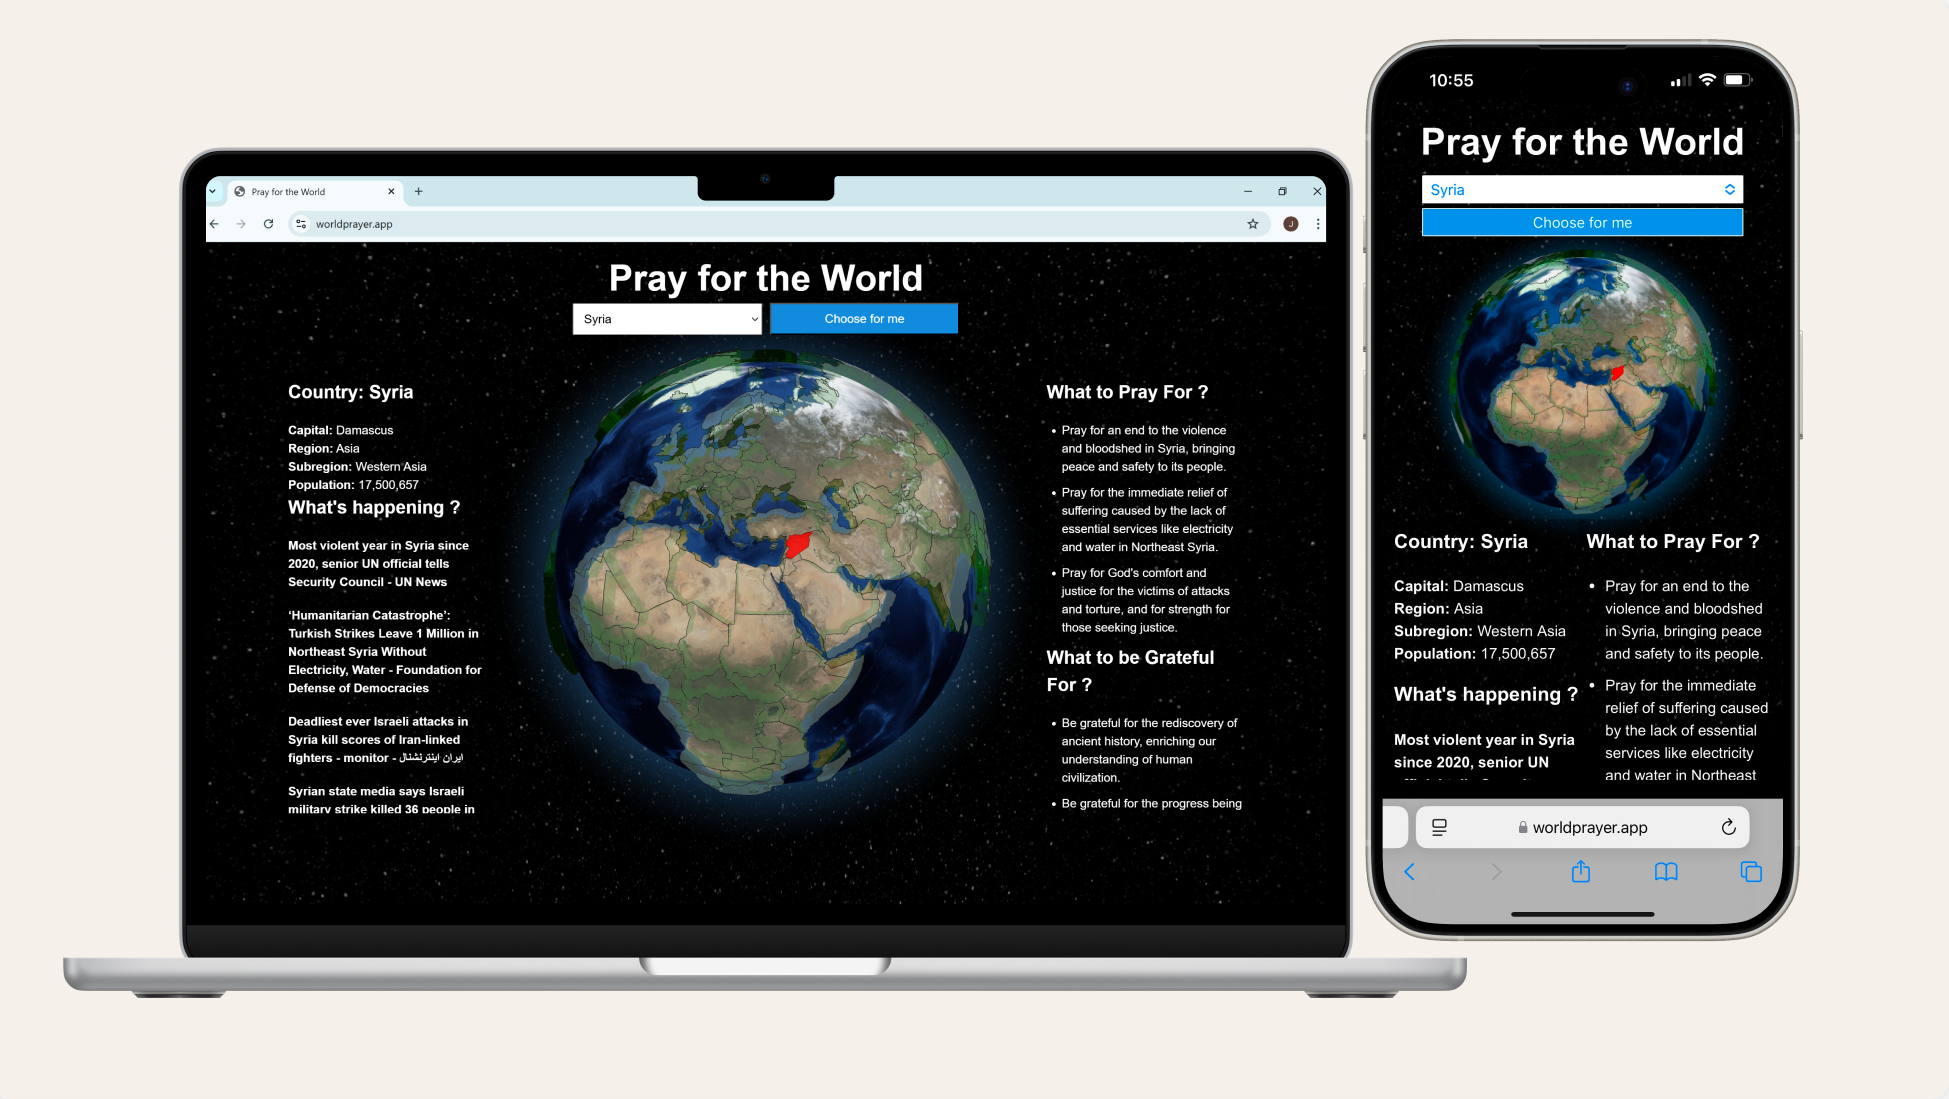 Pray for the World
worldprayer.app
J
Pray for the World
Syria
Choose for me
Country: Syria
Capital: Damascus
Region: Asia
Subregion: Western Asia
Population: 17,500,657
What's happening ?
Most violent year in Syria since
2020, senior UN official tells
Security Council - UN News
‘Humanitarian Catastrophe’:
Turkish Strikes Leave 1 Million in
Northeast Syria Without
Electricity, Water - Foundation for
Defense of Democracies
Deadliest ever Israeli attacks in
Syria kill scores of Iran-linked
fighters - monitor - ایران اینترنشنال
Syrian state media says Israeli
military strike killed 36 people in
What to Pray For ?
• Pray for an end to the violence
and bloodshed in Syria, bringing
peace and safety to its people.
• Pray for the immediate relief of
suffering caused by the lack of
essential services like electricity
and water in Northeast Syria.
• Pray for God's comfort and
justice for the victims of attacks
and torture, and for strength for
those seeking justice.
What to be Grateful
For ?
• Be grateful for the rediscovery of
ancient history, enriching our
understanding of human
civilization.
• Be grateful for the progress being
10:55
Pray for the World
Syria
Choose for me
Country: Syria
Capital: Damascus
Region: Asia
Subregion: Western Asia
Population: 17,500,657
What's happening ?
Most violent year in Syria
since 2020, senior UN
What to Pray For ?
• Pray for an end to the
violence and bloodshed
in Syria, bringing peace
and safety to its people.
• Pray for the immediate
relief of suffering caused
by the lack of essential
services like electricity
and water in Northeast
worldprayer.app